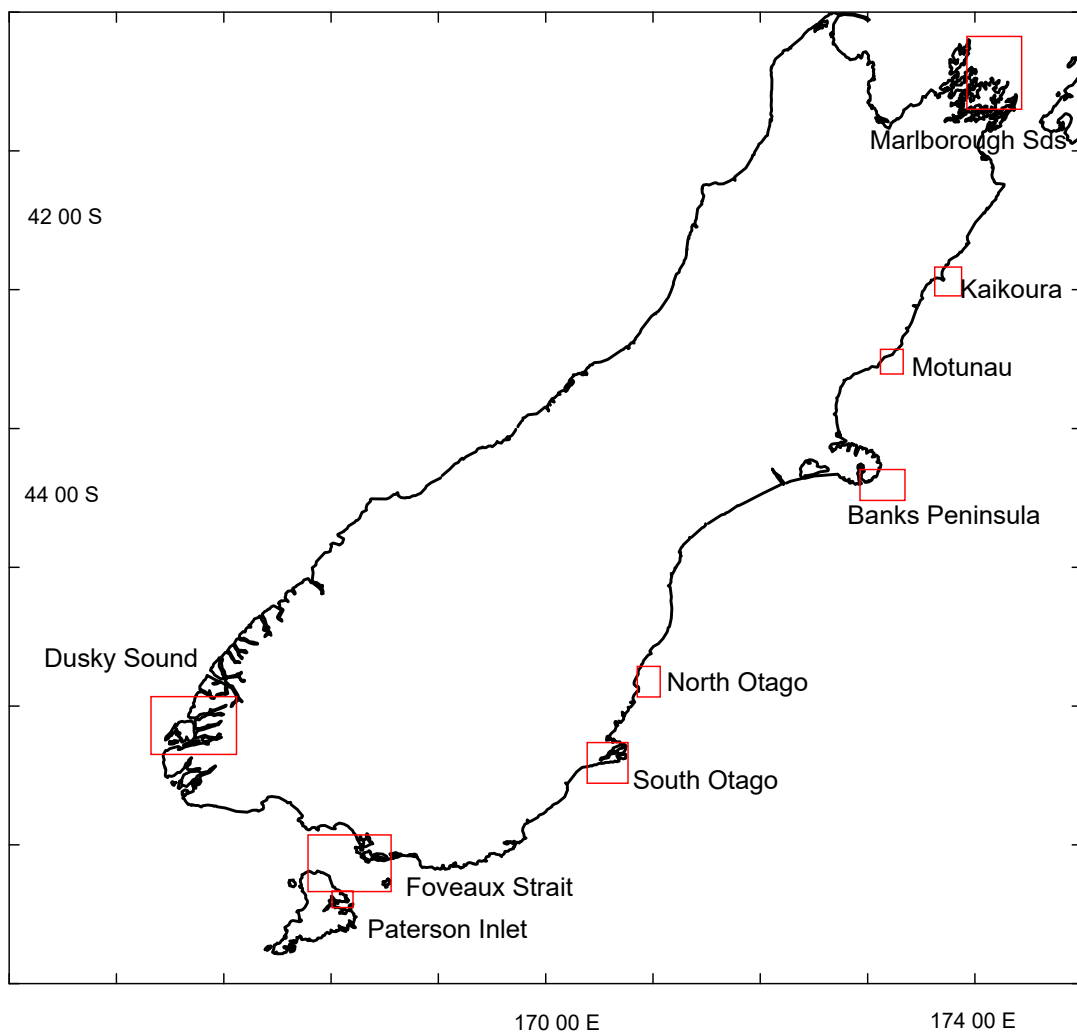 Marlborough Sds
42 00 S
Kaikoura
Motunau
44 00 S
Banks Peninsula
Dusky Sound
North Otago
South Otago
Foveaux Strait
Paterson Inlet
170 00 E
174 00 E